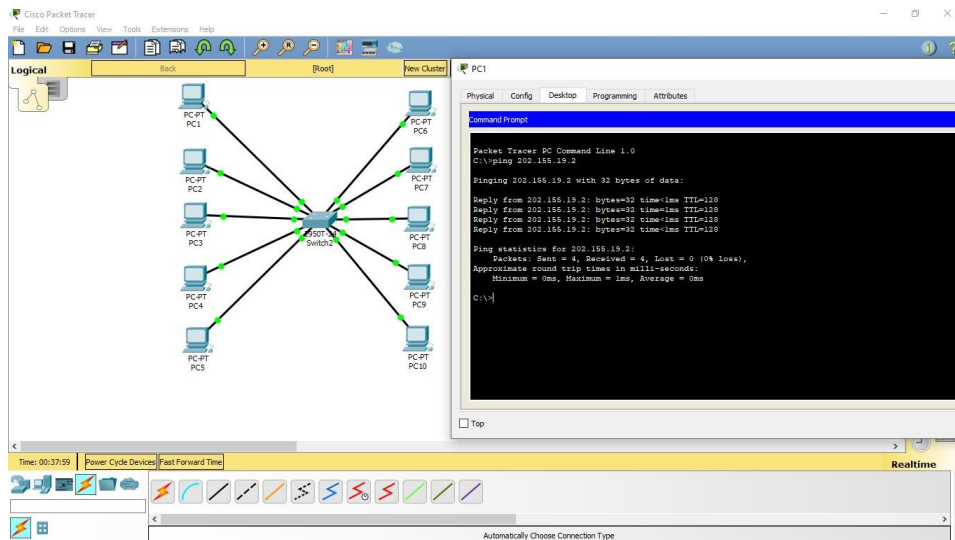 Cisco Packet Tracer
File Edit Options View Tools Extensions Help
Logical Back [Root] New Cluster
PC-PT
PC1
PC-PT
PC2
PC-PT
PC3
PC-PT
PC4
PC-PT
PC5
2950T-24
Switch2
PC-PT
PC6
PC-PT
PC7
PC-PT
PC8
PC-PT
PC9
PC-PT
PC10
PC1
Physical Config Desktop Programming Attributes
Command Prompt
Packet Tracer PC Command Line 1.0
C:\>ping 202.155.19.2
Pinging 202.155.19.2 with 32 bytes of data:
Reply from 202.155.19.2: bytes=32 time<1ms TTL=128
Reply from 202.155.19.2: bytes=32 time=1ms TTL=128
Reply from 202.155.19.2: bytes=32 time<1ms TTL=128
Reply from 202.155.19.2: bytes=32 time<1ms TTL=128
Ping statistics for 202.155.19.2:
Packets: Sent = 4, Received = 4, Lost = 0 (0% loss),
Approximate round trip times in milli-seconds:
Minimum = 0ms, Maximum = 1ms, Average = 0ms
C:\>
Top
Time: 00:37:59 Power Cycle Devices Fast Forward Time Realtime
Automatically Choose Connection Type